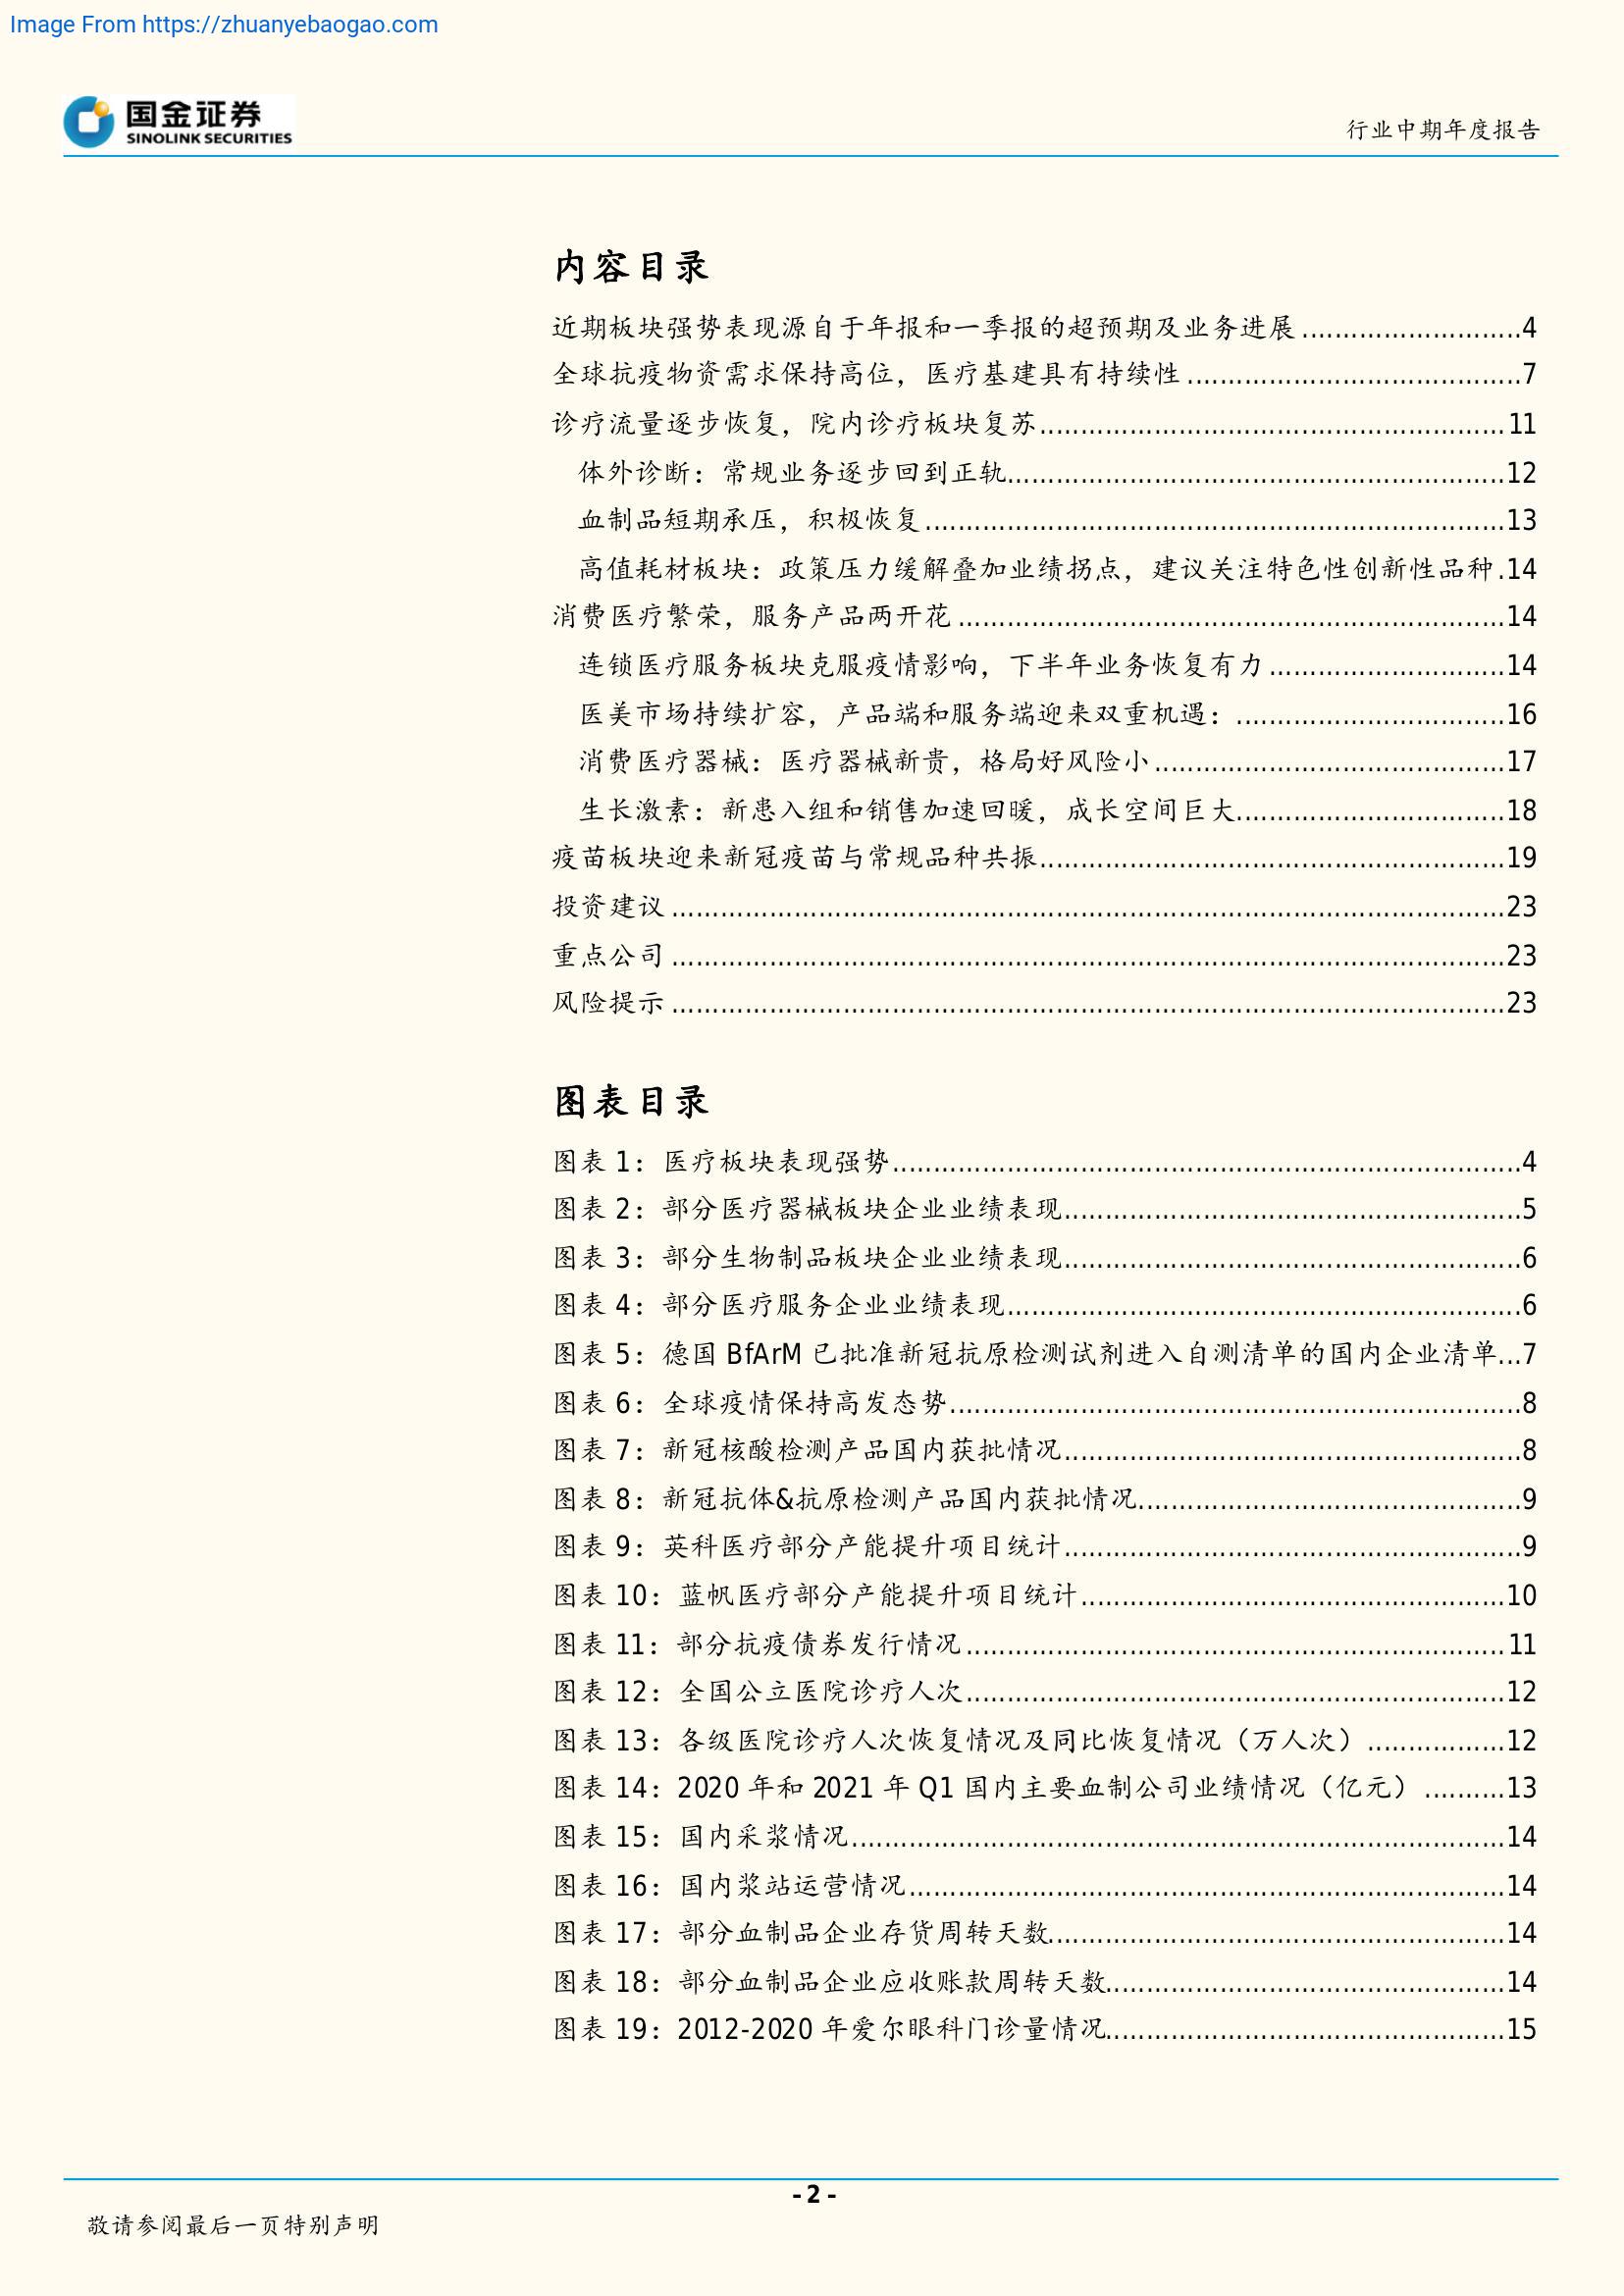 Image From https://zhuanyebaogao.com
国金证券
SINOLINK SECURITIES
行业中期年度报告
内容目录
近期板块强势表现源自于年报和一季报的超预期及业务进展...........................4
全球抗疫物资需求保持高位，医疗基建具有持续性.........................................7
诊疗流量逐步恢复，院内诊疗板块复苏.........................................................11
体外诊断：常规业务逐步回到正轨.............................................................12
血制品短期承压，积极恢复.......................................................................13
高值耗材板块：政策压力缓解叠加业绩拐点，建议关注特色性创新性品种.14
消费医疗繁荣，服务产品两开花...................................................................14
连锁医疗服务板块克服疫情影响，下半年业务恢复有力.............................14
医美市场持续扩容，产品端和服务端迎来双重机遇：.................................16
消费医疗器械：医疗器械新贵，格局好风险小...........................................17
生长激素：新患入组和销售加速回暖，成长空间巨大.................................18
疫苗板块迎来新冠疫苗与常规品种共振.........................................................19
投资建议......................................................................................................23
重点公司......................................................................................................23
风险提示......................................................................................................23
图表目录
图表 1：医疗板块表现强势.............................................................................4
图表 2：部分医疗器械板块企业业绩表现........................................................5
图表 3：部分生物制品板块企业业绩表现........................................................6
图表 4：部分医疗服务企业业绩表现...............................................................6
图表 5：德国 BfArM 已批准新冠抗原检测试剂进入自测清单的国内企业清单...7
图表 6：全球疫情保持高发态势......................................................................8
图表 7：新冠核酸检测产品国内获批情况........................................................8
图表 8：新冠抗体&抗原检测产品国内获批情况...............................................9
图表 9：英科医疗部分产能提升项目统计........................................................9
图表 10：蓝帆医疗部分产能提升项目统计....................................................10
图表 11：部分抗疫债券发行情况..................................................................11
图表 12：全国公立医院诊疗人次..................................................................12
图表 13：各级医院诊疗人次恢复情况及同比恢复情况（万人次）.................12
图表 14：2020 年和 2021 年 Q1 国内主要血制公司业绩情况（亿元）..........13
图表 15：国内采浆情况................................................................................14
图表 16：国内浆站运营情况.........................................................................14
图表 17：部分血制品企业存货周转天数........................................................14
图表 18：部分血制品企业应收账款周转天数.................................................14
图表 19：2012-2020 年爱尔眼科门诊量情况.................................................15
- 2 -
敬请参阅最后一页特别声明